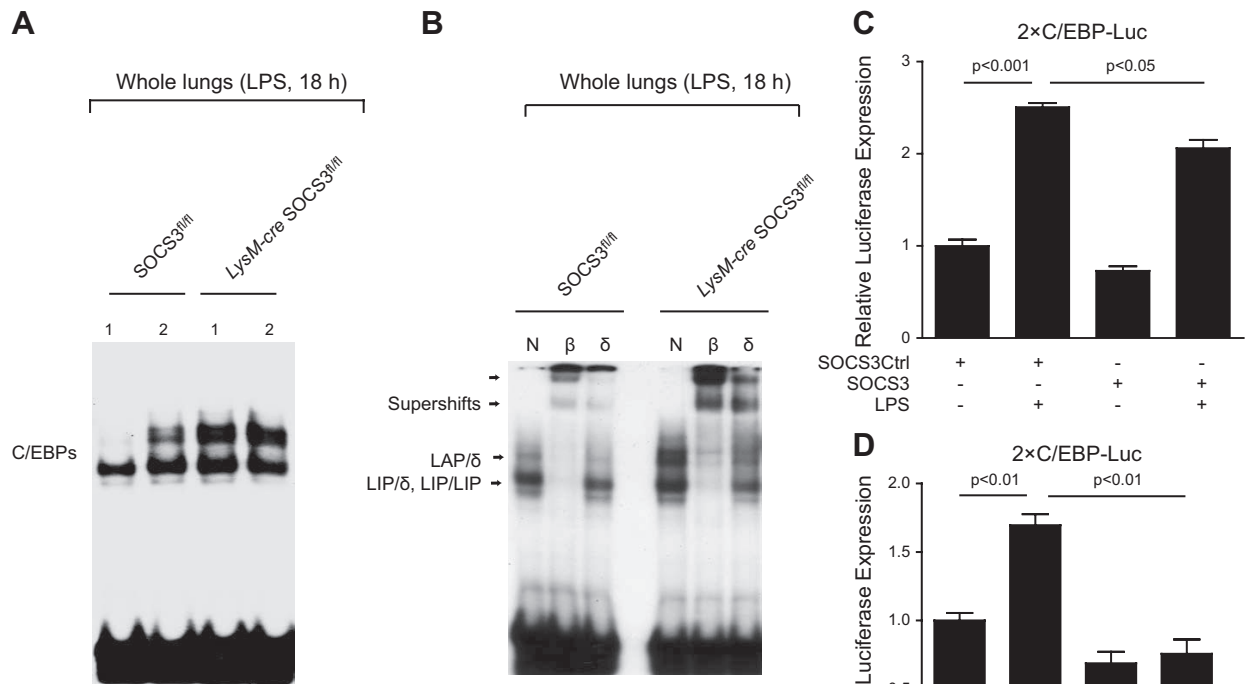 A
Whole lungs (LPS, 18 h)
SOCS3fl/fl
LysM-cre SOCS3fl/fl
1 2 1 2
C/EBPs
B
Whole lungs (LPS, 18 h)
SOCS3fl/fl
LysM-cre SOCS3fl/fl
N β δ N β δ
Supershifts
LAP/δ
LIP/δ, LIP/LIP
C
2×C/EBP-Luc
p<0.001 p<0.05
Relative Luciferase Expression
3
2
1
0
SOCS3Ctrl + + - -
SOCS3 - - + +
LPS - + - +
D
2×C/EBP-Luc
p<0.01 p<0.01
Luciferase Expression
2.0
1.5
1.0